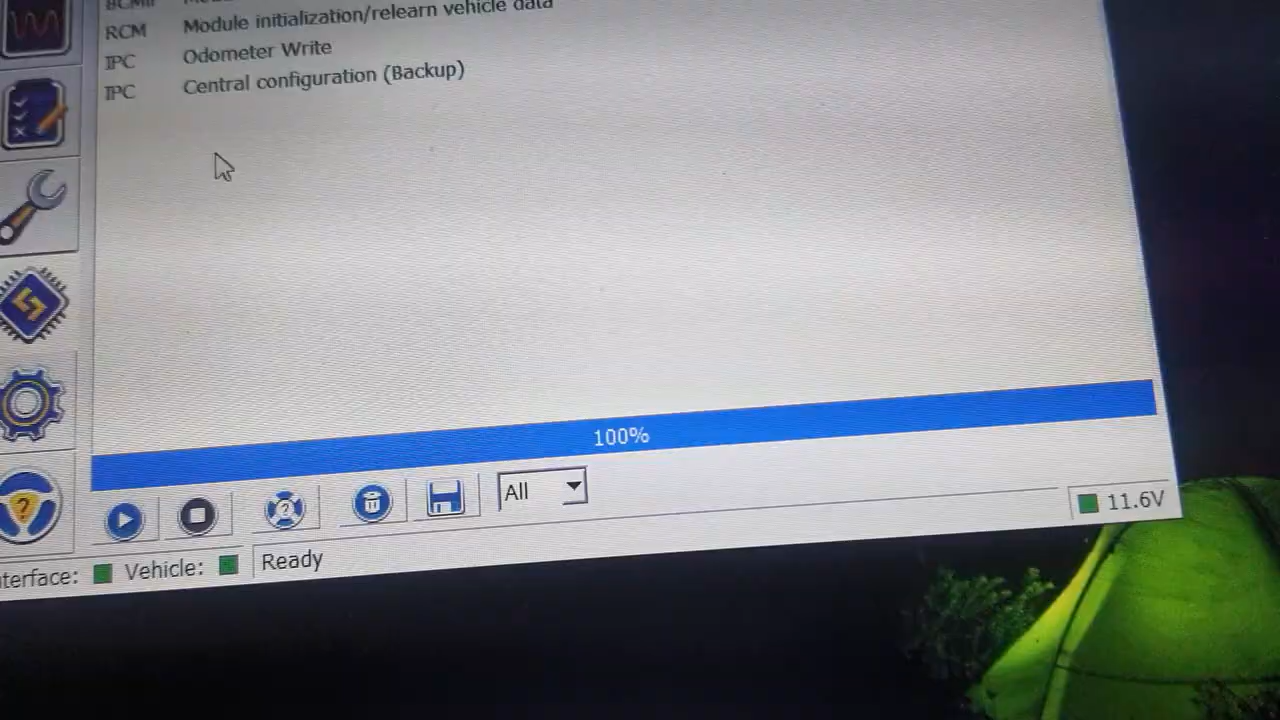 RCM Module initialization/relearn vehicle data
IPC Odometer Write
IPC Central configuration (Backup)
100%
All
11.6V
Vehicle: Ready